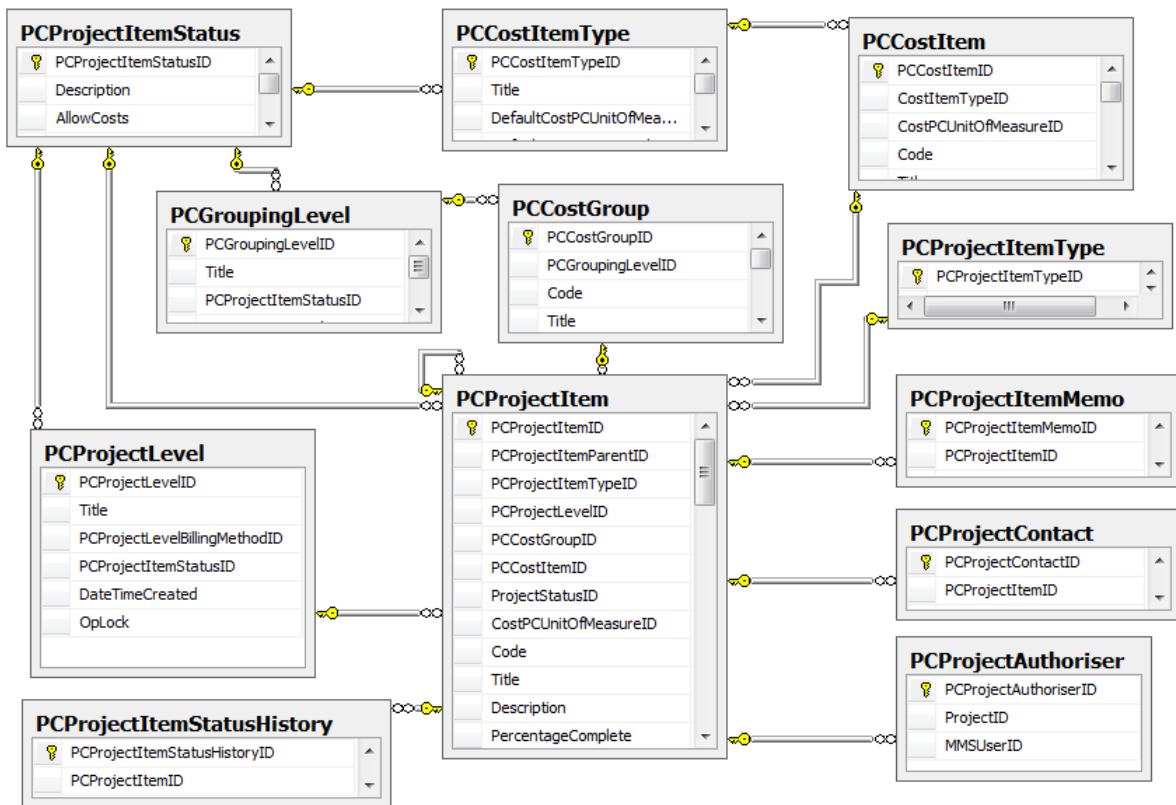 PCProjectItemStatus
PCProjectItemStatusID
Description
AllowCosts
PCCostItemType
PCCostItemTypeID
Title
DefaultCostPCUnitOfMea...
PCCostItem
PCCostItemID
CostItemTypeID
CostPCUnitOfMeasureID
Code
PCGroupingLevel
PCGroupingLevelID
Title
PCProjectItemStatusID
PCCostGroup
PCCostGroupID
PCGroupingLevelID
Code
Title
PCProjectItemType
PCProjectItemTypeID
PCProjectItem
PCProjectItemID
PCProjectItemParentID
PCProjectItemTypeID
PCProjectLevelID
PCCostGroupID
PCCostItemID
ProjectStatusID
CostPCUnitOfMeasureID
Code
Title
Description
PercentageComplete
PCProjectItemMemo
PCProjectItemMemoID
PCProjectItemID
PCProjectLevel
PCProjectLevelID
Title
PCProjectLevelBillingMethodID
PCProjectItemStatusID
DateTimeCreated
OpLock
PCProjectContact
PCProjectContactID
PCProjectItemID
PCProjectAuthoriser
PCProjectAuthoriserID
ProjectID
MMSUserID
PCProjectItemStatusHistory
PCProjectItemStatusHistoryID
PCProjectItemID